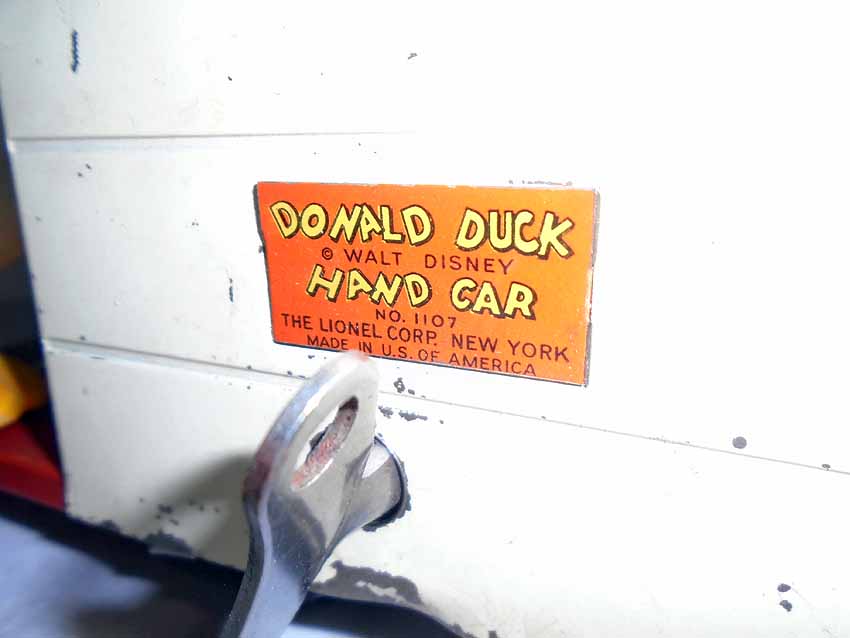 DONALD DUCK
© WALT DISNEY
HAND CAR
NO. 1107
THE LIONEL CORP. NEW YORK
MADE IN U.S. OF AMERICA